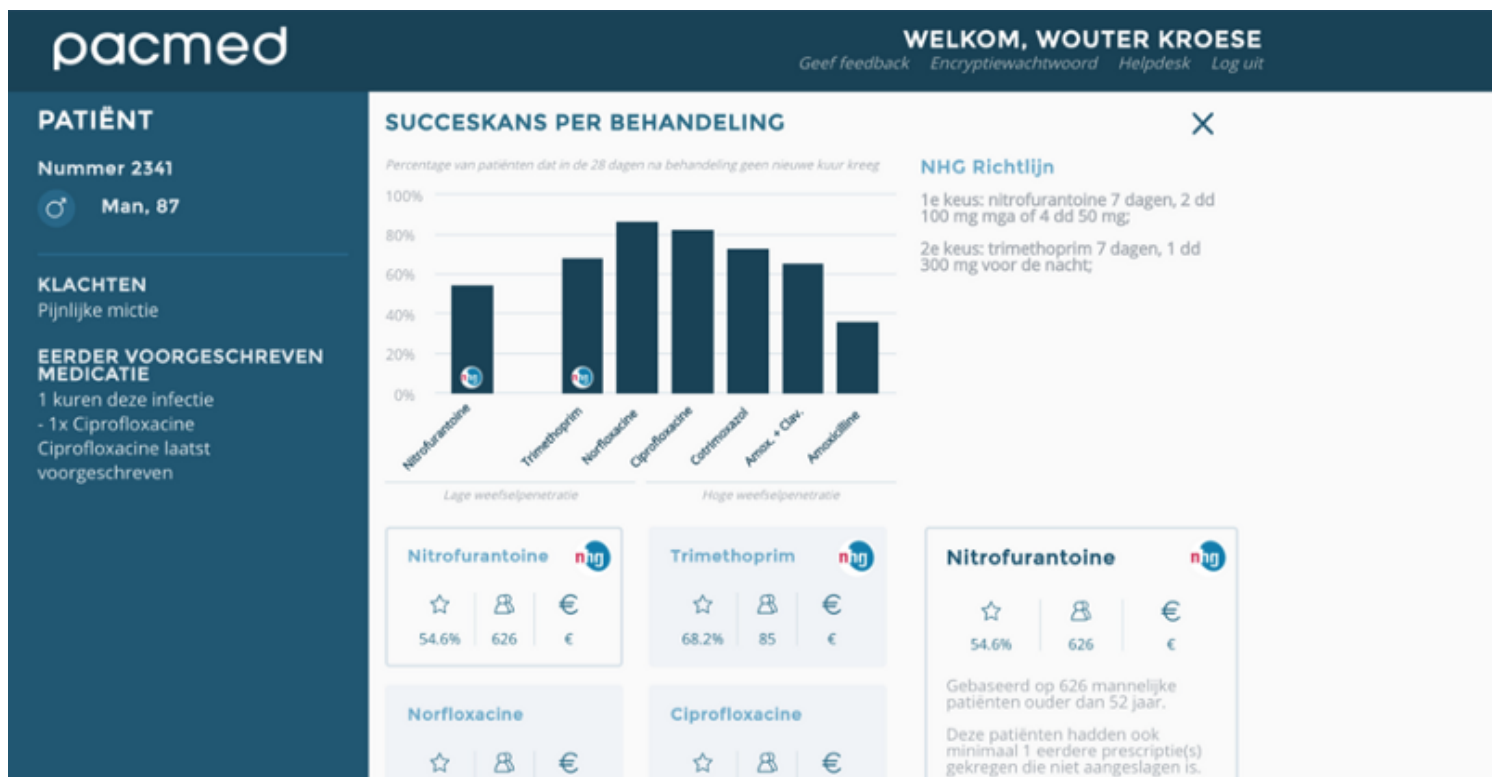 pacmed
WELKOM, WOUTER KROESE
Geef feedback Encryptiewachtwoord Helpdesk Log uit
PATIËNT
Nummer 2341
Man, 87
KLACHTEN
Pijnlijke mictie
EERDER VOORGESCHREVEN
MEDICATIE
1 kuren deze infectie
- 1x Ciprofloxacine
Ciprofloxacine laatst
voorgeschreven
SUCCESKANS PER BEHANDELING
Percentage van patiënten dat in de 28 dagen na behandeling geen nieuwe kuur kreeg
100%
80%
60%
40%
20%
0%
nhg
nhg
Nitrofurantoine
Trimethoprim
Norfloxacine
Ciprofloxacine
Cotrimoxazol
Amox. + Clav.
Amoxicilline
Lage weefselpenetratie
Hoge weefselpenetratie
NHG Richtlijn
1e keus: nitrofurantoine 7 dagen, 2 dd
100 mg mga of 4 dd 50 mg;
2e keus: trimethoprim 7 dagen, 1 dd
300 mg voor de nacht;
Nitrofurantoine nhg
€
54.6% 626 €
Trimethoprim nhg
€
68.2% 85 €
Norfloxacine
€
Ciprofloxacine
€
Nitrofurantoine nhg
€
54.6% 626 €
Gebaseerd op 626 mannelijke
patiënten ouder dan 52 jaar.
Deze patiënten hadden ook
minimaal 1 eerdere prescriptie(s)
gekregen die niet aangeslagen is.